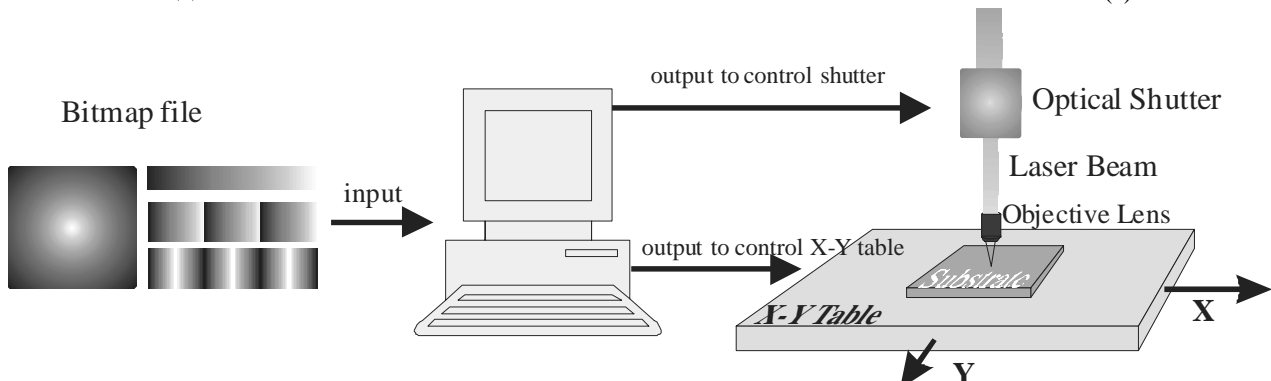 output to control shutter
Bitmap file
Optical Shutter
Laser Beam
input
Objective Lens
output to control X-Y table
Substrate
X-Y Table
X
Y